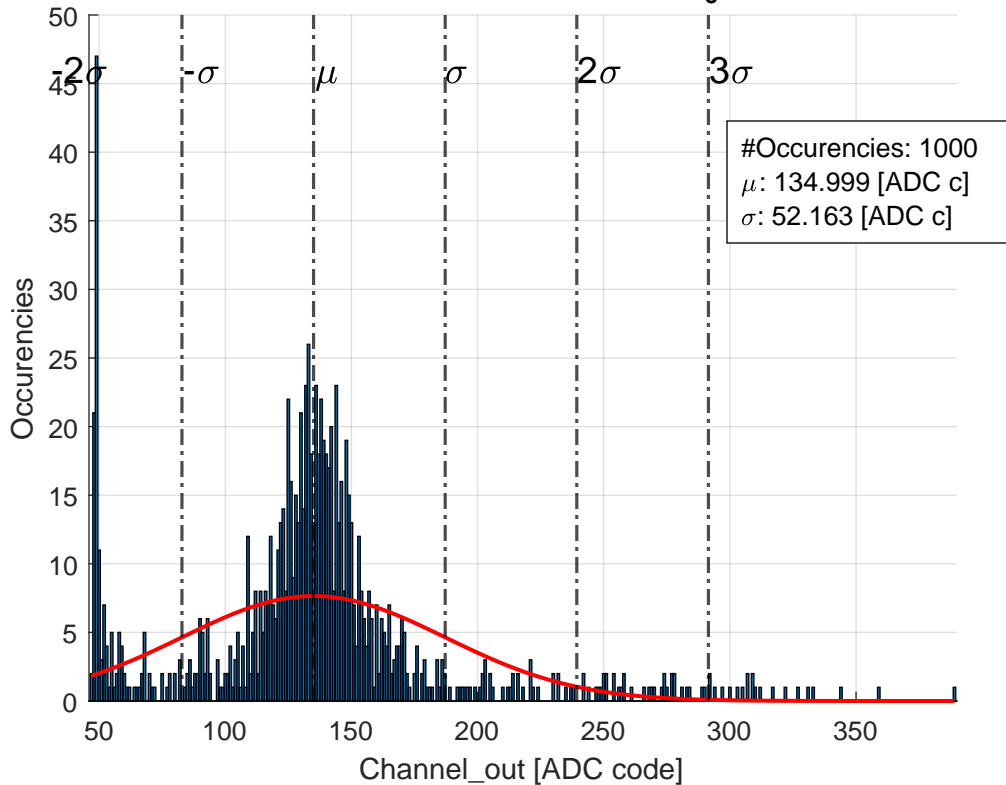 50
45
40
35
30
25
20
15
10
5
0
-2σ -σ μ σ 2σ 3σ
#Occurencies: 1000
μ: 134.999 [ADC c]
σ: 52.163 [ADC c]
Occurencies
50 100 150 200 250 300 350
Channel_out [ADC code]